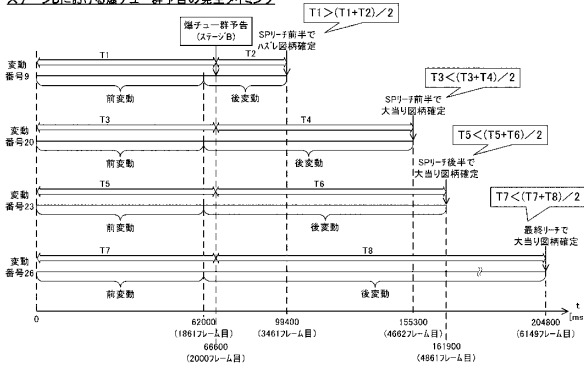 ステージBにおける爆チュー群予告の発生タイミング
爆チュー群予告
(ステージB)
SPリーチ前半で
ハズレ図柄確定
T1>(T1+T2)/2
変動
番号9
T1
T2
前変動
後変動
T3<(T3+T4)/2
SPリーチ前半で
大当り図柄確定
変動
番号20
T3
T4
前変動
後変動
T5<(T5+T6)/2
SPリーチ後半で
大当り図柄確定
変動
番号23
T5
T6
前変動
後変動
T7<(T7+T8)/2
最終リーチで
大当り図柄確定
変動
番号26
T7
T8
前変動
後変動
t
[ms]
0
62000
(1861フレーム目)
66600
(2000フレーム目)
99400
(3461フレーム目)
155300
(4662フレーム目)
161900
(4861フレーム目)
204800
(6149フレーム目)